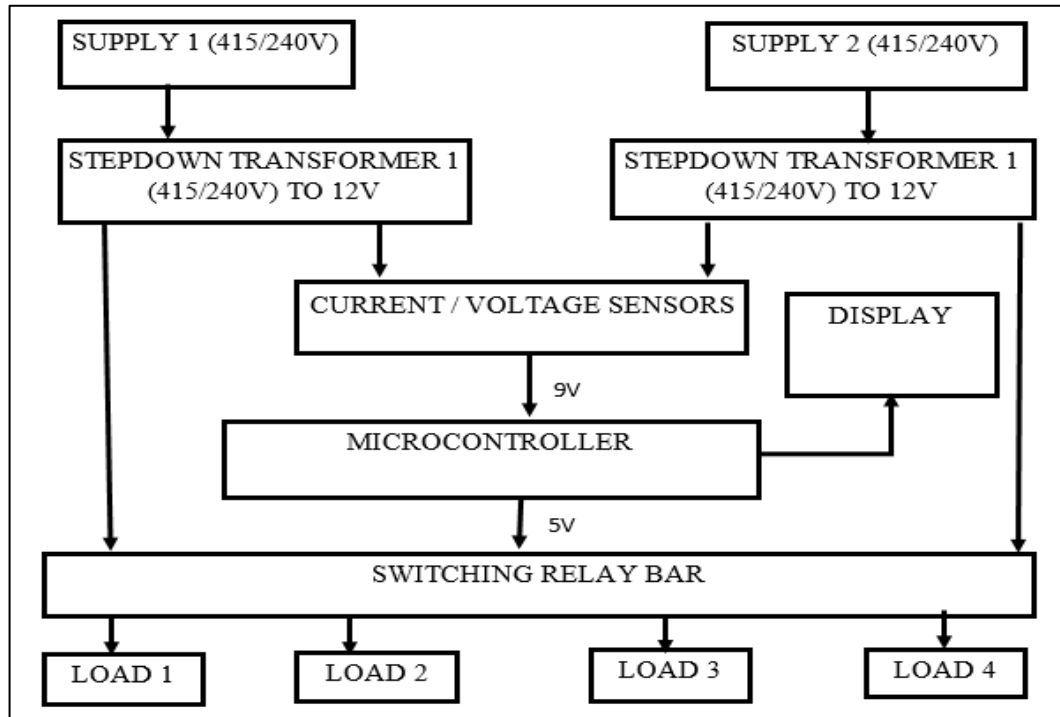 SUPPLY 1 (415/240V)
SUPPLY 2 (415/240V)
STEPDOWN TRANSFORMER 1
(415/240V) TO 12V
STEPDOWN TRANSFORMER 1
(415/240V) TO 12V
CURRENT / VOLTAGE SENSORS
DISPLAY
9V
MICROCONTROLLER
5V
SWITCHING RELAY BAR
LOAD 1
LOAD 2
LOAD 3
LOAD 4